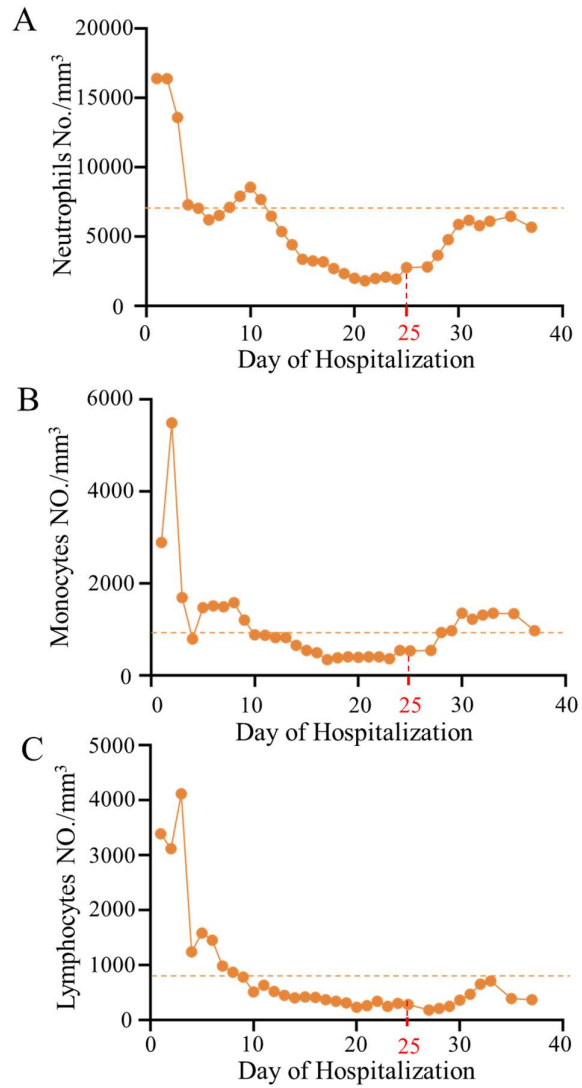 A
Neutrophils No./mm³
20000
15000
10000
5000
0
0 10 20 25 30 40
Day of Hospitalization
B
Monocytes NO./mm³
6000
4000
2000
0
0 10 20 25 30 40
Day of Hospitalization
C
Lymphocytes NO./mm³
5000
4000
3000
2000
1000
0
0 10 20 25 30 40
Day of Hospitalization